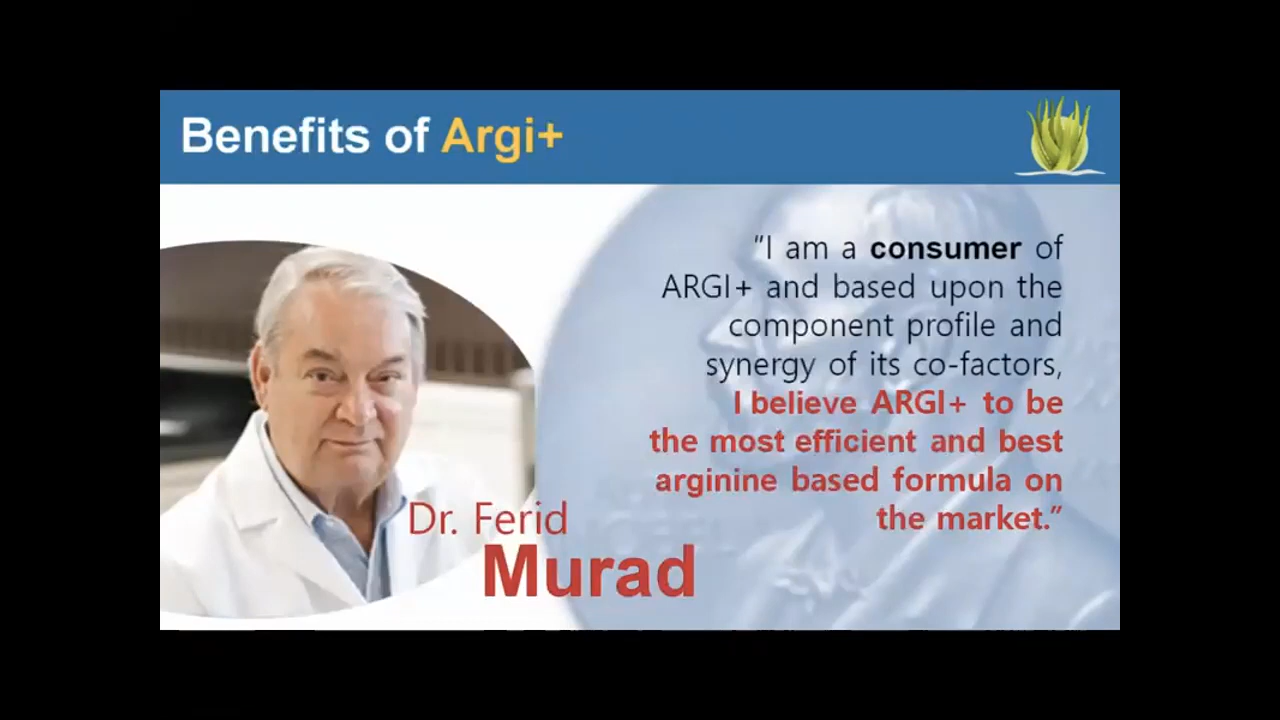 Benefits of Argi+
"I am a consumer of
ARGI+ and based upon the
component profile and
synergy of its co-factors,
I believe ARGI+ to be
the most efficient and best
arginine based formula on
the market."
Dr. Ferid
Murad